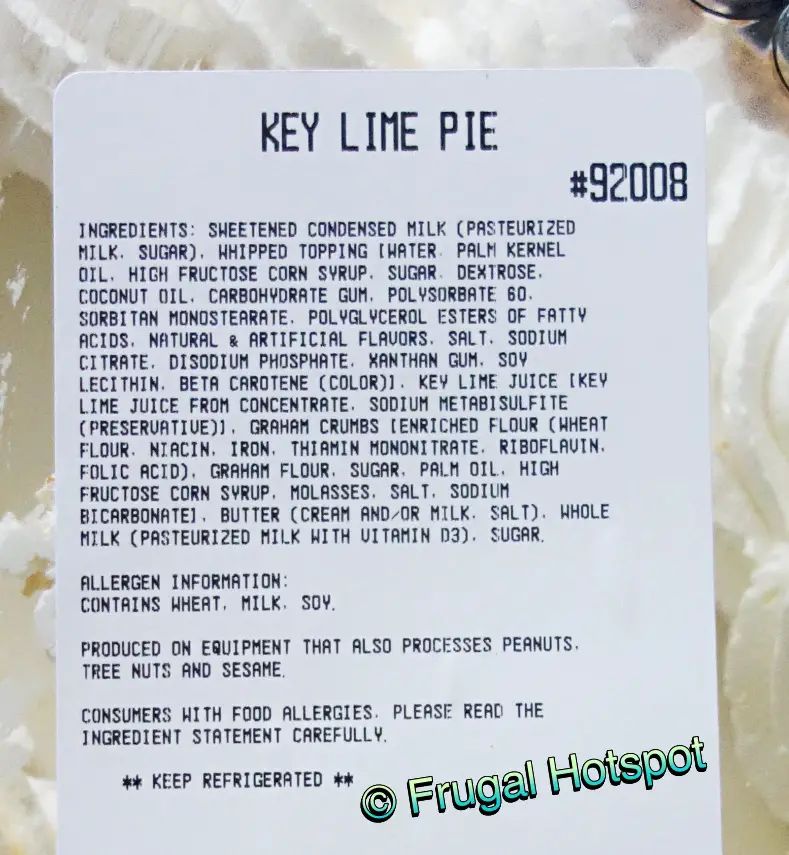 KEY LIME PIE
#92008
INGREDIENTS: SWEETENED CONDENSED MILK (PASTEURIZED
MILK, SUGAR), WHIPPED TOPPING [WATER, PALM KERNEL
OIL, HIGH FRUCTOSE CORN SYRUP, SUGAR, DEXTROSE,
COCONUT OIL, CARBOHYDRATE GUM, POLYSORBATE 60,
SORBITAN MONOSTEARATE, POLYGLYCEROL ESTERS OF FATTY
ACIDS, NATURAL & ARTIFICIAL FLAVORS, SALT, SODIUM
CITRATE, DISODIUM PHOSPHATE, XANTHAN GUM, SOY
LECITHIN, BETA CAROTENE (COLOR)], KEY LIME JUICE [KEY
LIME JUICE FROM CONCENTRATE, SODIUM METABISULFITE
(PRESERVATIVE)], GRAHAM CRUMBS [ENRICHED FLOUR (WHEAT
FLOUR, NIACIN, IRON, THIAMIN MONONITRATE, RIBOFLAVIN,
FOLIC ACID), GRAHAM FLOUR, SUGAR, PALM OIL, HIGH
FRUCTOSE CORN SYRUP, MOLASSES, SALT, SODIUM
BICARBONATE], BUTTER (CREAM AND/OR MILK, SALT), WHOLE
MILK (PASTEURIZED MILK WITH VITAMIN D3), SUGAR.
ALLERGEN INFORMATION:
CONTAINS WHEAT, MILK, SOY.
PRODUCED ON EQUIPMENT THAT ALSO PROCESSES PEANUTS,
TREE NUTS AND SESAME.
CONSUMERS WITH FOOD ALLERGIES, PLEASE READ THE
INGREDIENT STATEMENT CAREFULLY.
** KEEP REFRIGERATED **
© Frugal Hotspot